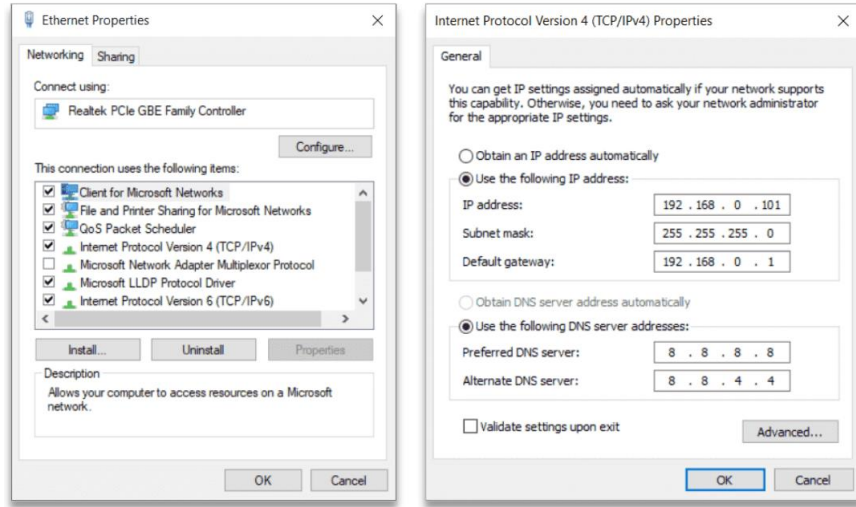 Ethernet Properties
Networking Sharing
Connect using:
Realtek PCIe GBE Family Controller
Configure...
This connection uses the following items:
Client for Microsoft Networks
File and Printer Sharing for Microsoft Networks
QoS Packet Scheduler
Internet Protocol Version 4 (TCP/IPv4)
Microsoft Network Adapter Multiplexor Protocol
Microsoft LLDP Protocol Driver
Internet Protocol Version 6 (TCP/IPv6)
Install... Uninstall Properties
Description
Allows your computer to access resources on a Microsoft
network.
OK Cancel
Internet Protocol Version 4 (TCP/IPv4) Properties
General
You can get IP settings assigned automatically if your network supports
this capability. Otherwise, you need to ask your network administrator
for the appropriate IP settings.
Obtain an IP address automatically
Use the following IP address:
IP address: 192 . 168 . 0 . 101
Subnet mask: 255 . 255 . 255 . 0
Default gateway: 192 . 168 . 0 . 1
Obtain DNS server address automatically
Use the following DNS server addresses:
Preferred DNS server: 8 . 8 . 8 . 8
Alternate DNS server: 8 . 8 . 4 . 4
Validate settings upon exit
Advanced...
OK Cancel